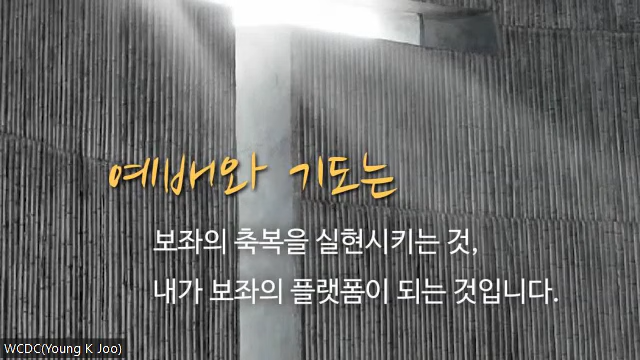 예배와 기도는
보좌의 축복을 실현시키는 것,
내가 보좌의 플랫폼이 되는 것입니다.
WCDC(Young K Joo)